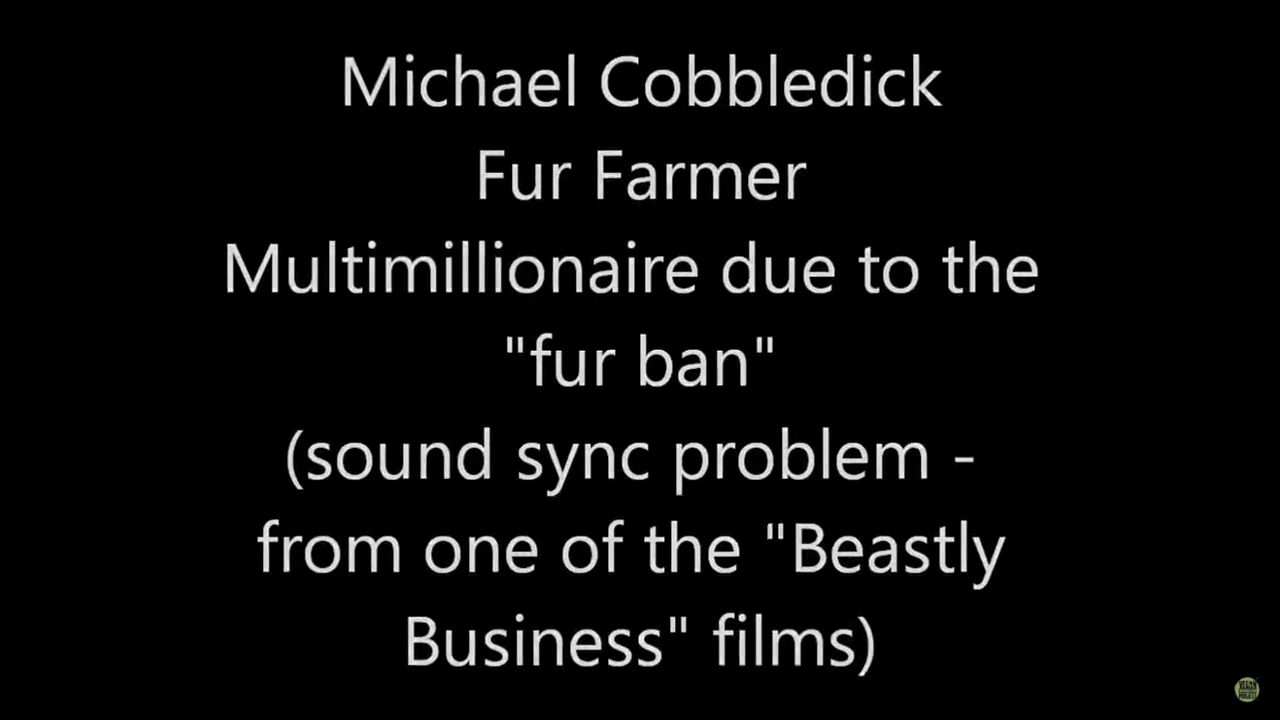 Michael Cobbledick
Fur Farmer
Multimillionaire due to the
"fur ban"
(sound sync problem -
from one of the "Beastly
Business" films)